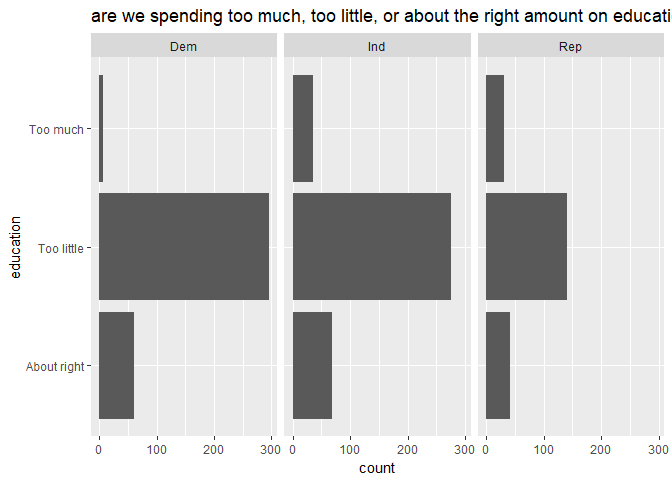 are we spending too much, too little, or about the right amount on educati
Dem Ind Rep
Too much
Too little
About right
education
0 100 200 300 0 100 200 300 0 100 200 300
count